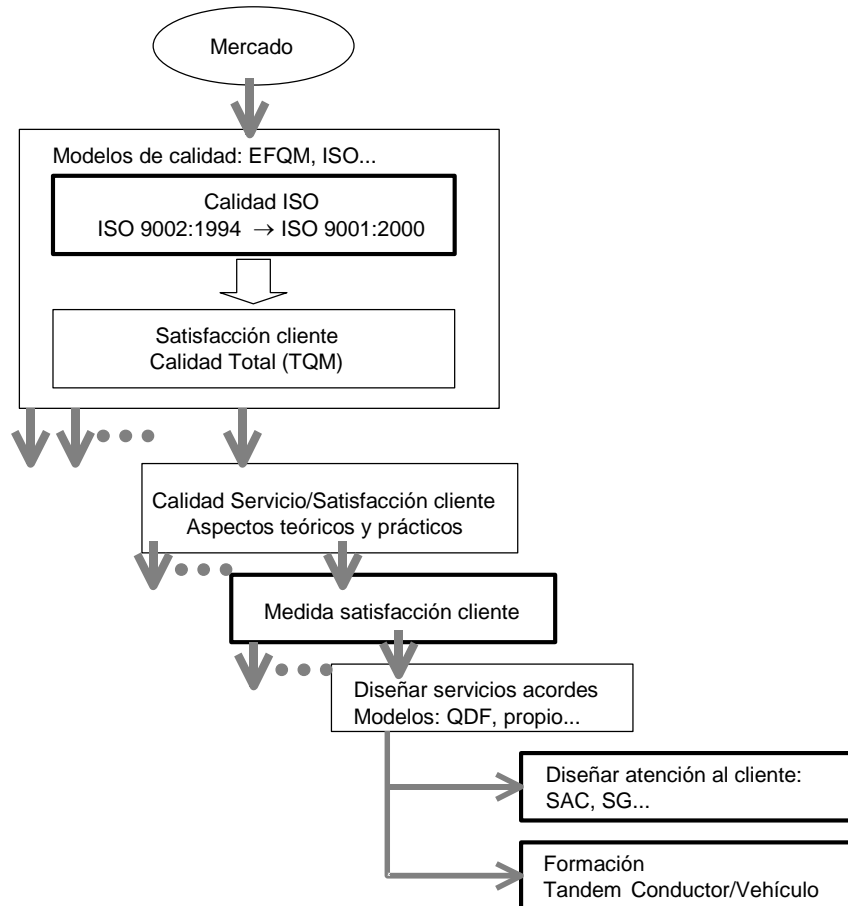 Mercado
Modelos de calidad: EFQM, ISO...
Calidad ISO
ISO 9002:1994 → ISO 9001:2000
Satisfacción cliente
Calidad Total (TQM)
Calidad Servicio/Satisfacción cliente
Aspectos teóricos y prácticos
Medida satisfacción cliente
Diseñar servicios acordes
Modelos: QDF, propio...
Diseñar atención al cliente:
SAC, SG...
Formación
Tandem Conductor/Vehículo